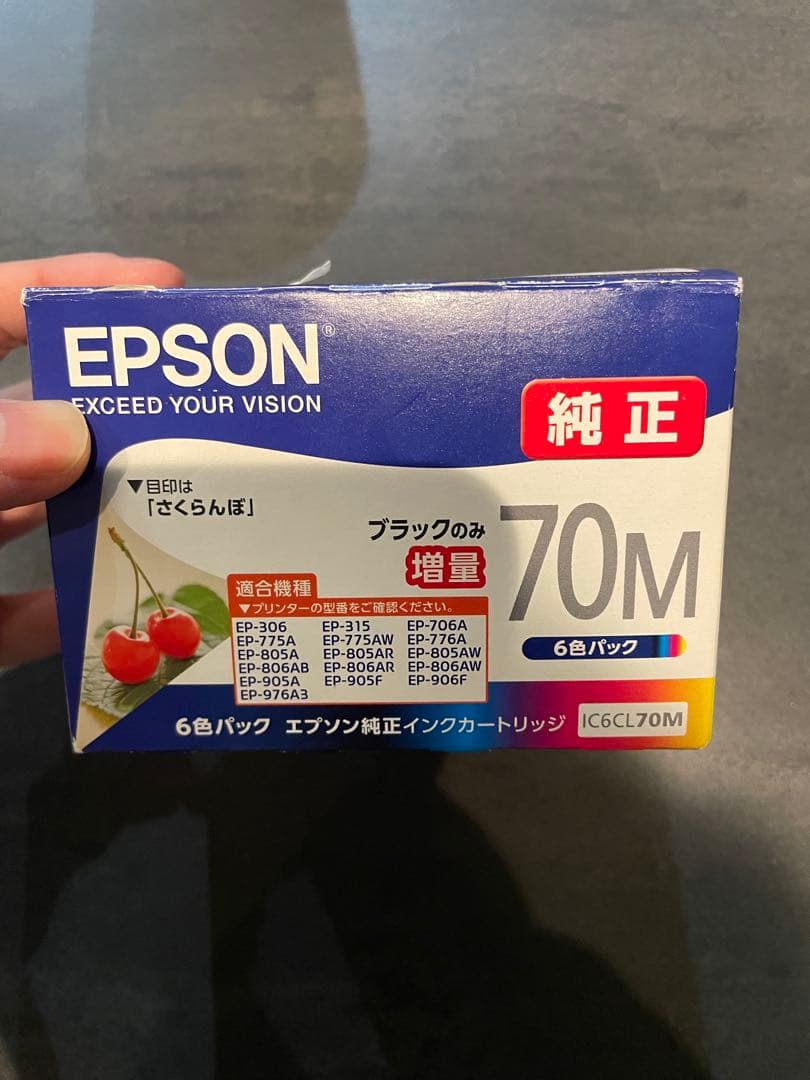 EPSON®
EXCEED YOUR VISION
純正
▼目印は
「さくらんぼ」
ブラックのみ
増量
70M
6色パック
適合機種
▼プリンターの型番をご確認ください。
EP-306 EP-315 EP-706A
EP-775A EP-775AW EP-776A
EP-805A EP-805AR EP-805AW
EP-806AB EP-806AR EP-806AW
EP-905A EP-905F EP-906F
EP-976A3
6色パック エプソン純正インクカートリッジ IC6CL70M